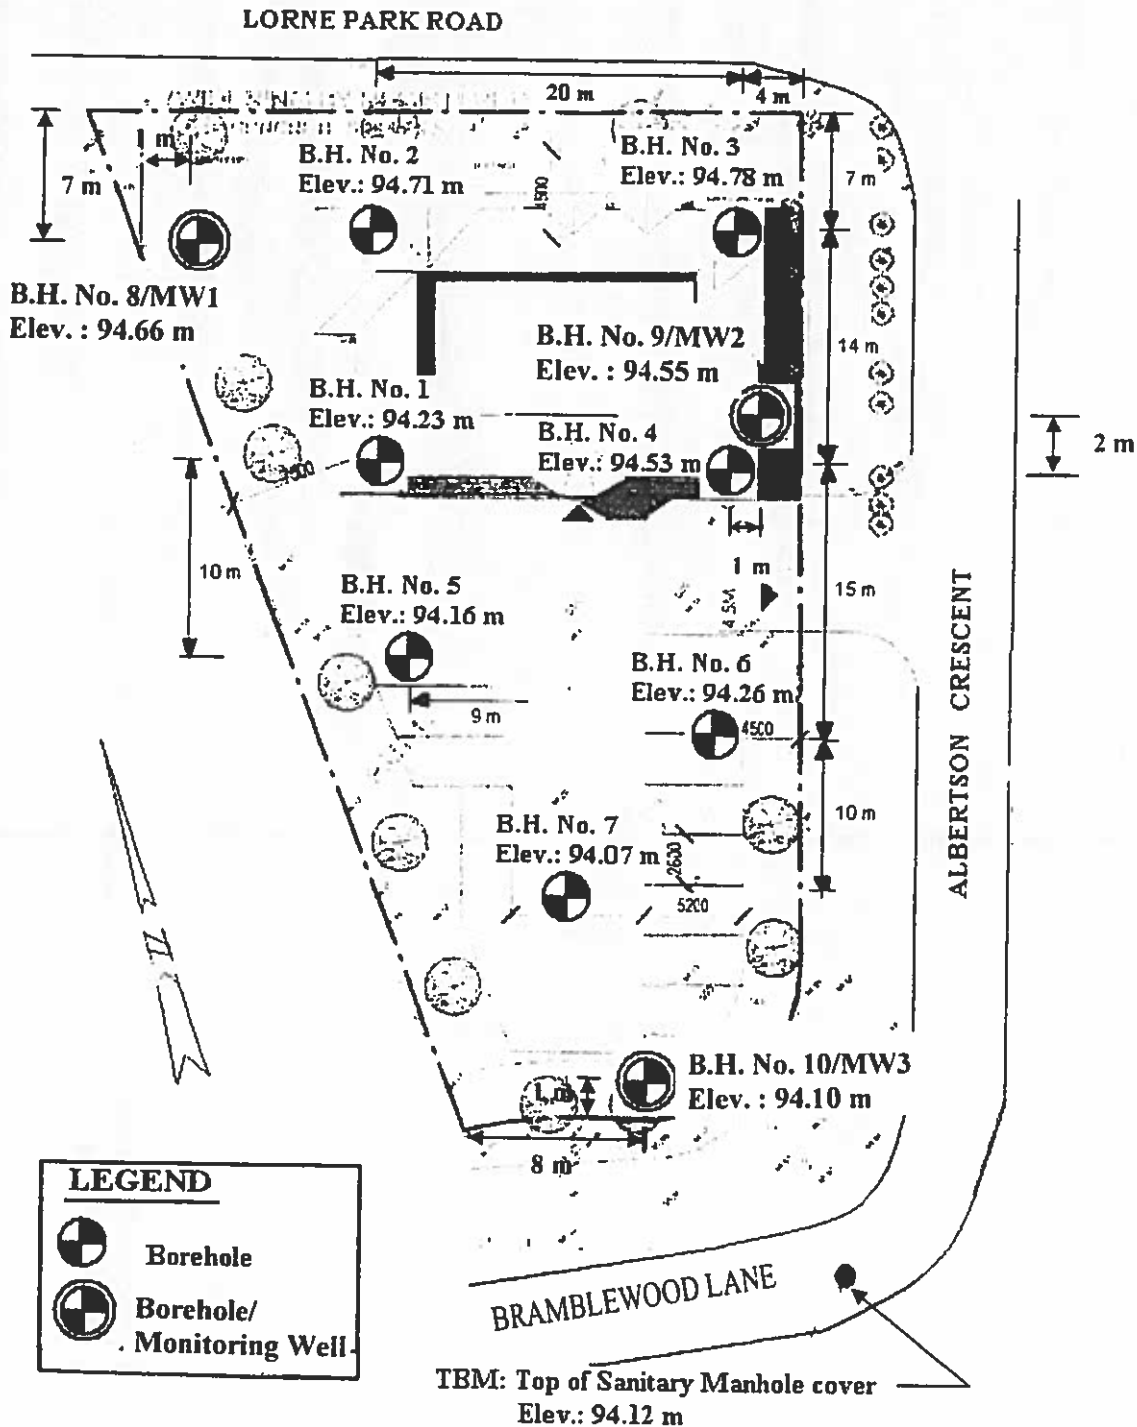 LORNE PARK ROAD
20 m
4 m
1 m
7 m
B.H. No. 2
Elev.: 94.71 m
4500
B.H. No. 3
Elev.: 94.78 m
7 m
B.H. No. 8/MW1
Elev. : 94.66 m
B.H. No. 9/MW2
Elev. : 94.55 m
14 m
B.H. No. 1
Elev.: 94.23 m
B.H. No. 4
Elev.: 94.53 m
2 m
10 m
1 m
15 m
B.H. No. 5
Elev.: 94.16 m
B.H. No. 6
Elev.: 94.26 m
9 m
4500
ALBERTSON CRESCENT
B.H. No. 7
Elev.: 94.07 m
2600
5200
10 m
B.H. No. 10/MW3
Elev. : 94.10 m
1 m
8 m
LEGEND
Borehole
Borehole/
Monitoring Well
BRAMBLEWOOD LANE
TBM: Top of Sanitary Manhole cover
Elev.: 94.12 m